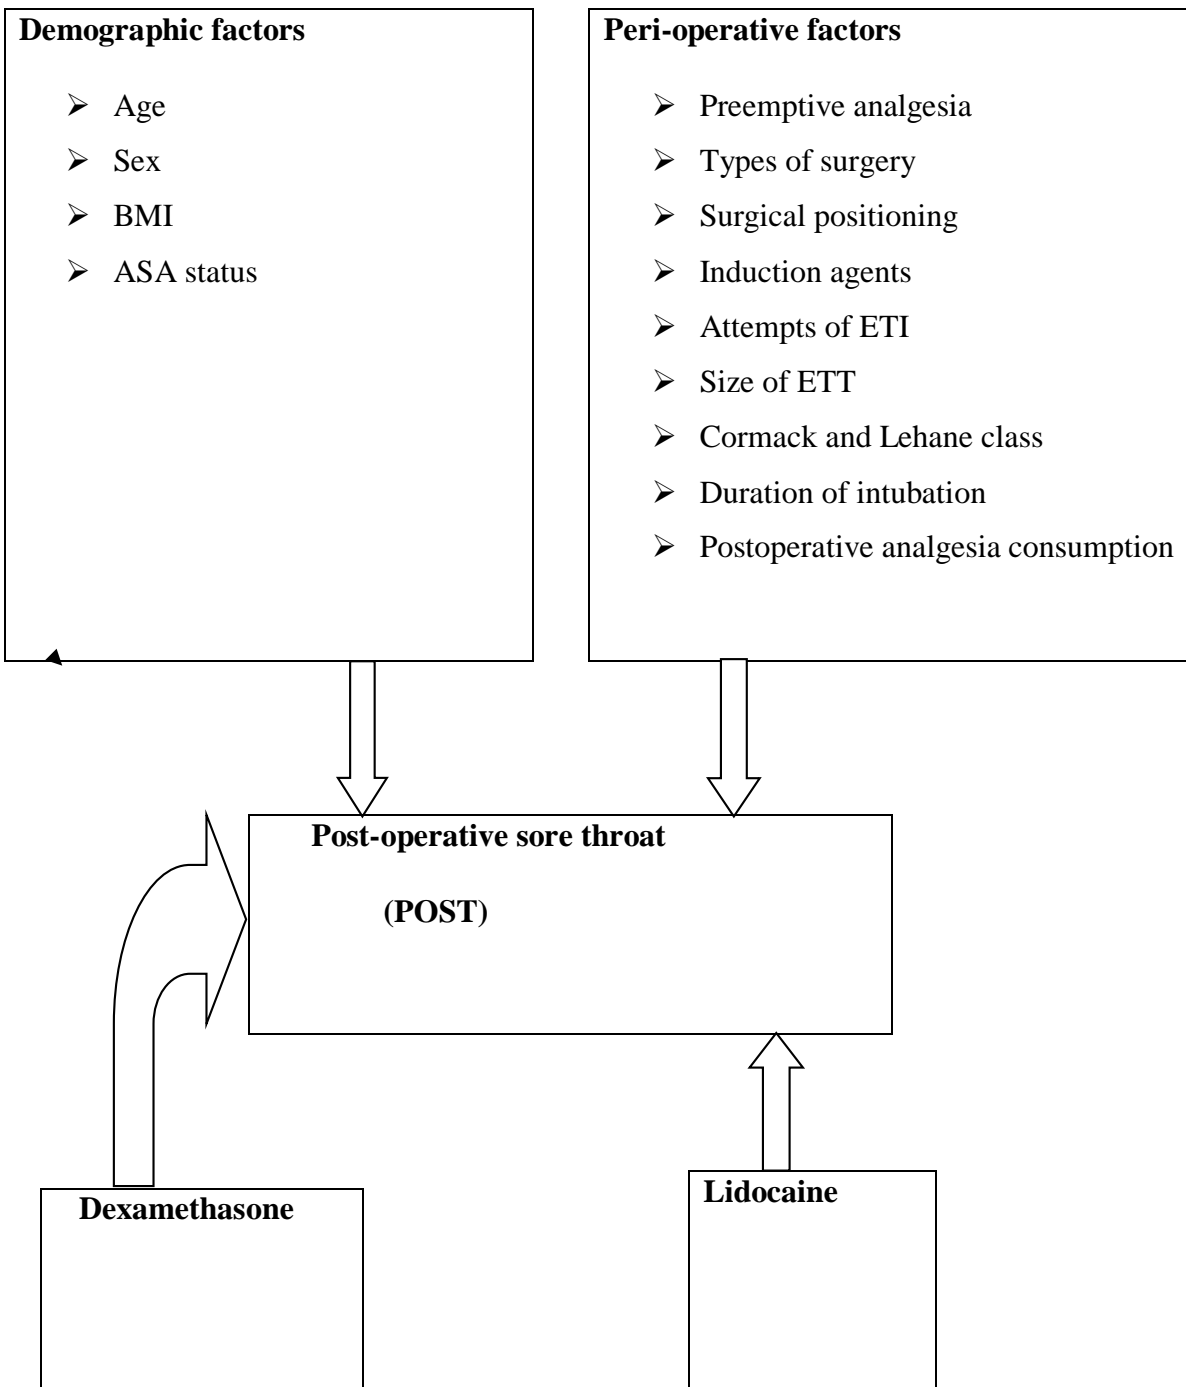 Demographic factors
➢ Age
➢ Sex
➢ BMI
➢ ASA status
Peri-operative factors
➢ Preemptive analgesia
➢ Types of surgery
➢ Surgical positioning
➢ Induction agents
➢ Attempts of ETI
➢ Size of ETT
➢ Cormack and Lehane class
➢ Duration of intubation
➢ Postoperative analgesia consumption
Post-operative sore throat
(POST)
Dexamethasone
Lidocaine